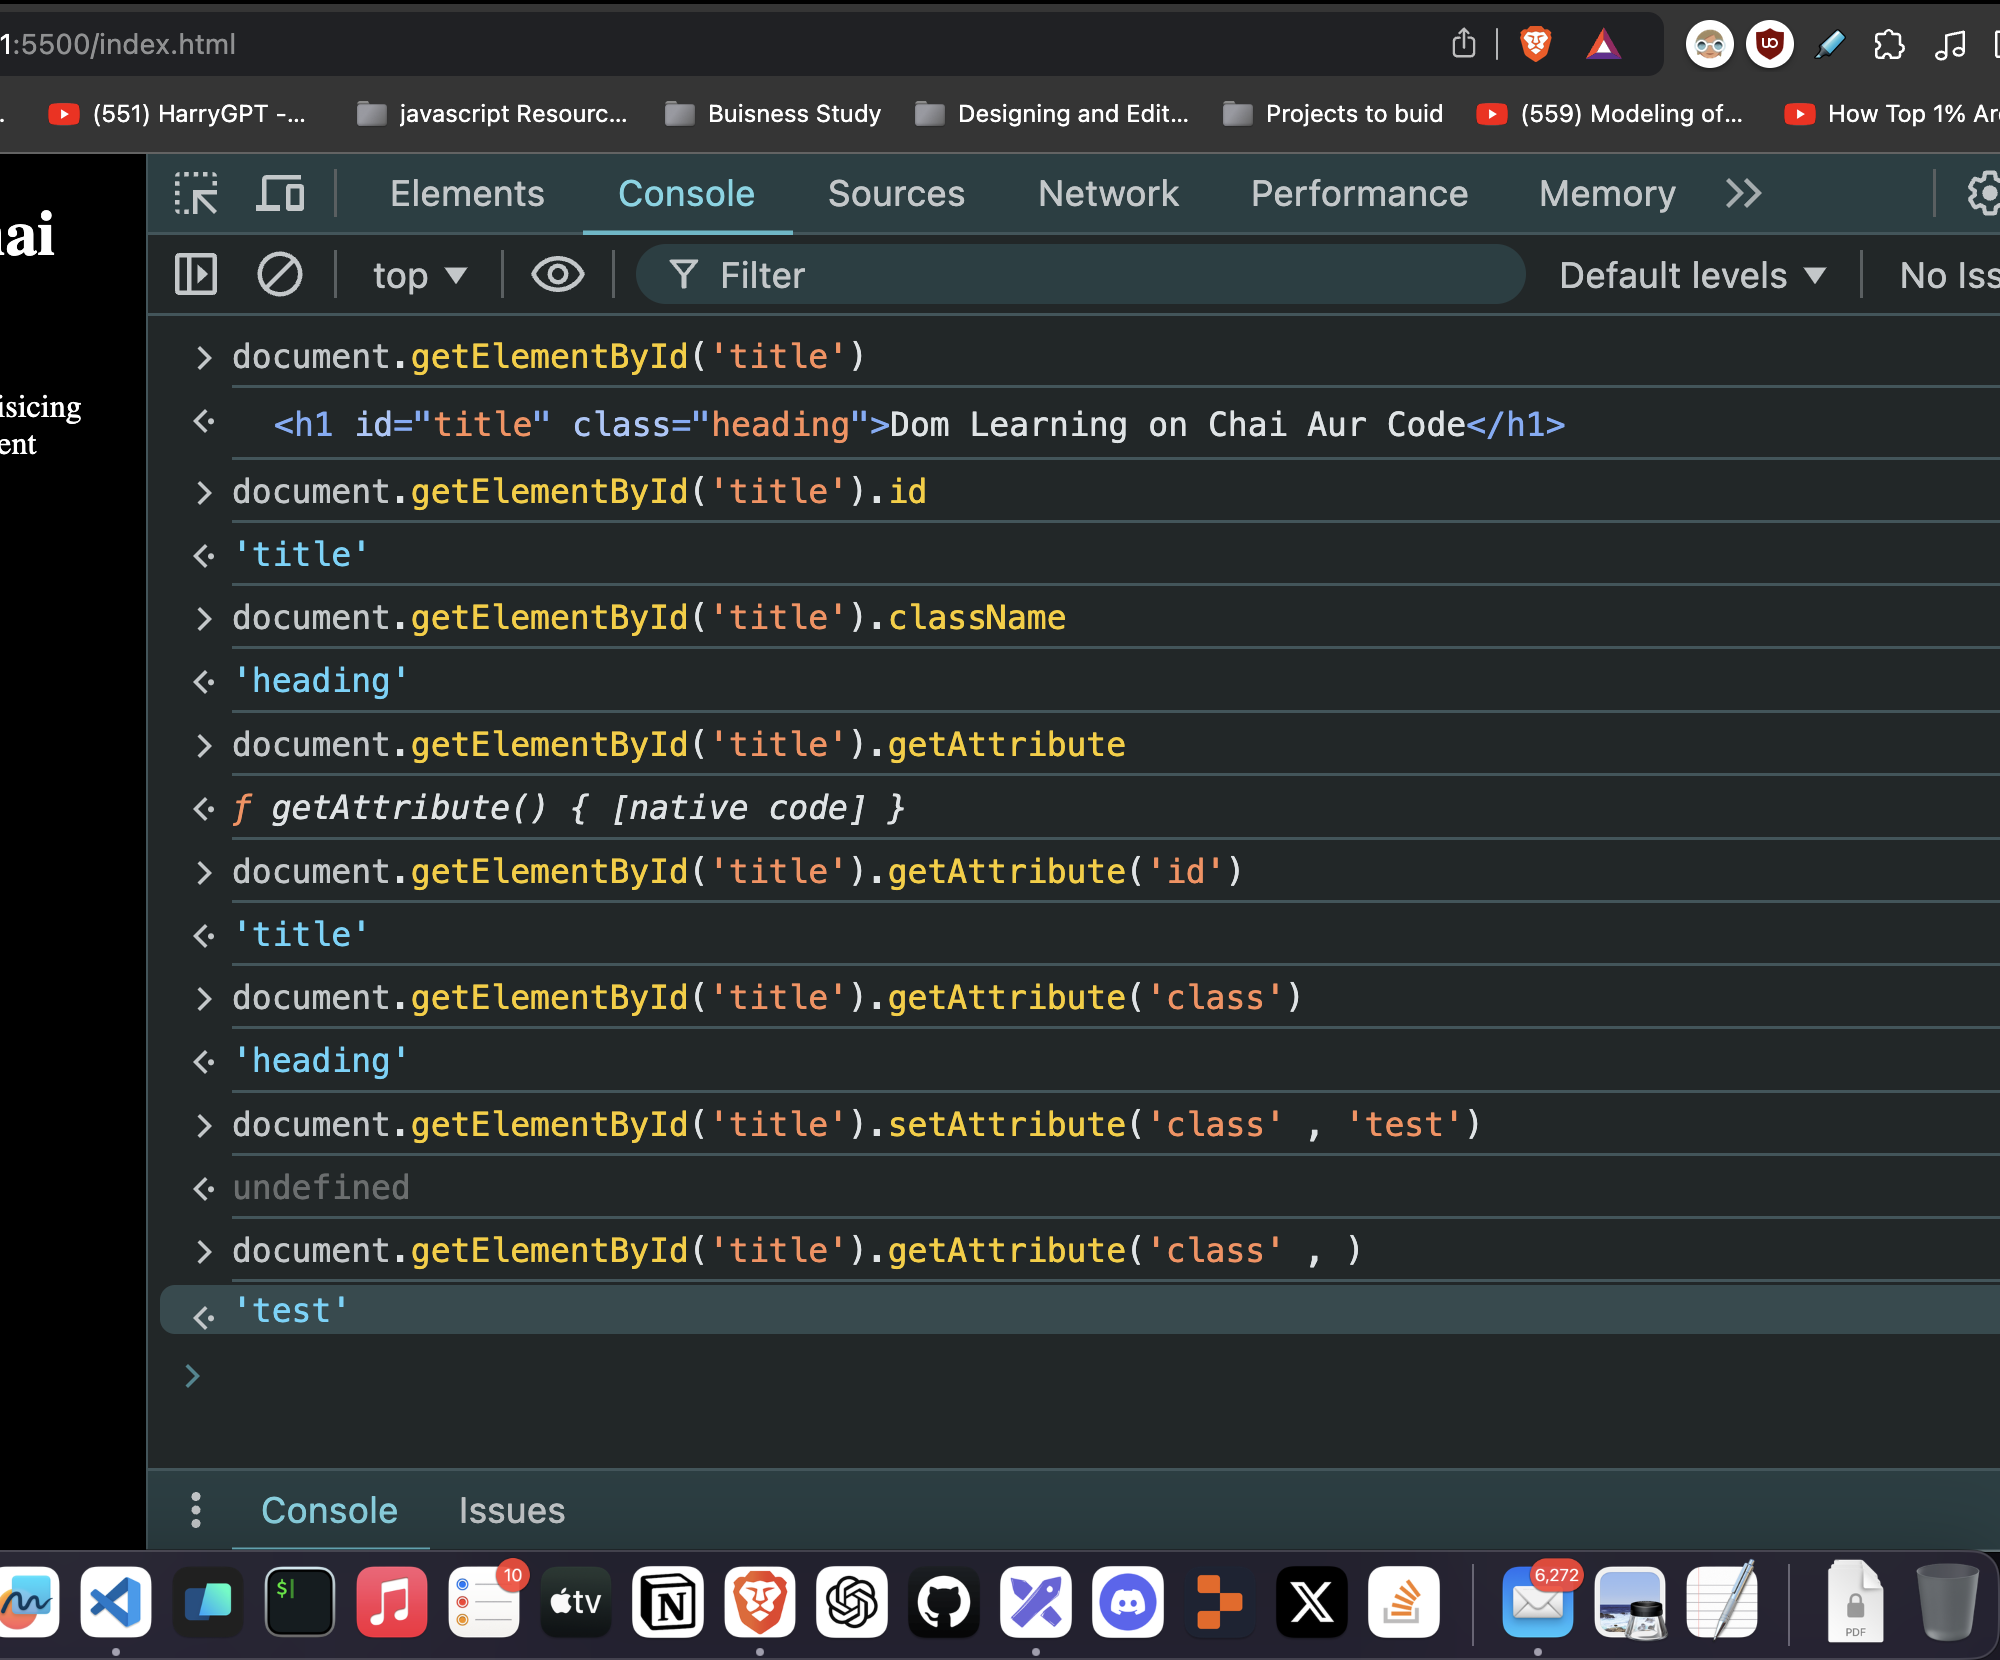 1:5500/index.html
(551) HarryGPT -...
javascript Resourc...
Buisness Study
Designing and Edit...
Projects to buid
(559) Modeling of...
How Top 1% Ar
ai
isicing
ent
Elements Console Sources Network Performance Memory
top ▼ Filter Default levels ▼ No Iss
> document.getElementById('title')
<h1 id="title" class="heading">Dom Learning on Chai Aur Code</h1>
> document.getElementById('title').id
'title'
> document.getElementById('title').className
'heading'
> document.getElementById('title').getAttribute
ƒ getAttribute() { [native code] }
> document.getElementById('title').getAttribute('id')
'title'
> document.getElementById('title').getAttribute('class')
'heading'
> document.getElementById('title').setAttribute('class' , 'test')
undefined
> document.getElementById('title').getAttribute('class' , )
'test'
>
Console Issues
$
10
tv
N
X
6,272
PDF